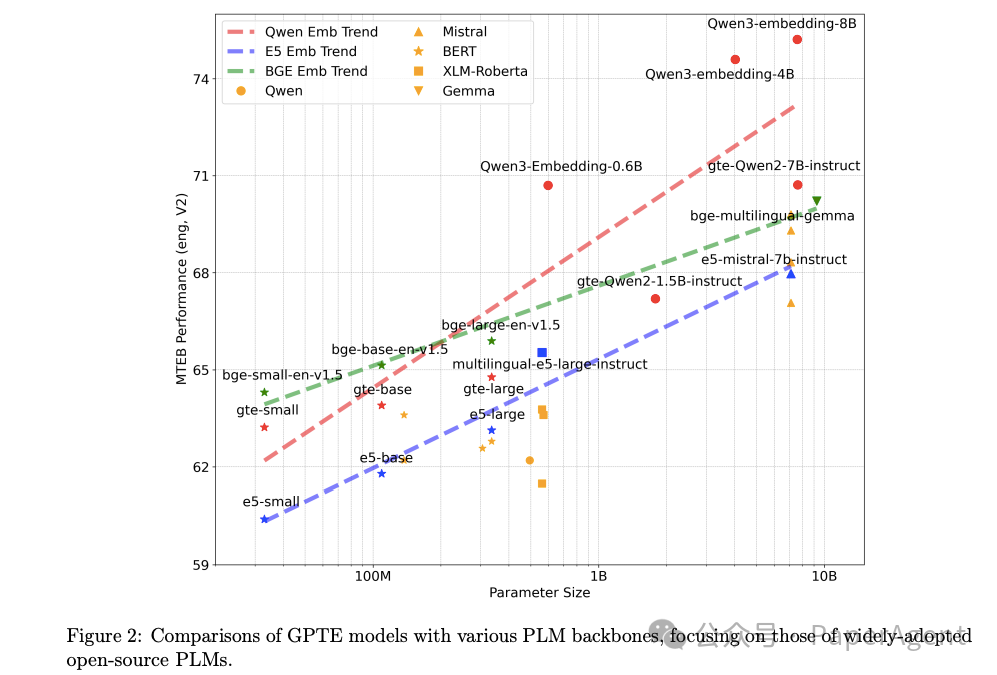 Qwen3-embedding-8B
Qwen Emb Trend
E5 Emb Trend
BGE Emb Trend
Qwen
Mistral
BERT
XLM-Roberta
Gemma
Qwen3-embedding-4B
Qwen3-Embedding-0.6B
gte-Qwen2-7B-instruct
bge-multilingual-gemma
e5-mistral-7b-instruct
gte-Qwen2-1.5B-instruct
bge-large-en-v1.5
bge-base-en-v1.5
multilingual-e5-large-instruct
bge-small-en-v1.5
gte-base
gte-large
gte-small
e5-large
e5-base
e5-small
74
71
68
65
62
59
MTEB Performance (eng, V2)
100M
1B
10B
Parameter Size
Figure 2: Comparisons of GPTE models with various PLM backbones, focusing on those of widely-adopted
open-source PLMs.
公众号 · PaperAgent